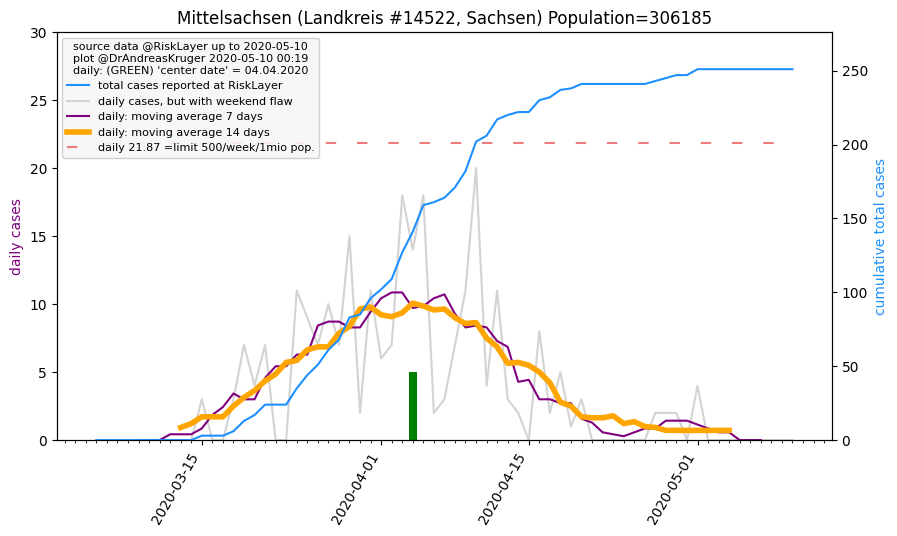 Mittelsachsen (Landkreis #14522, Sachsen) Population=306185
source data @RiskLayer up to 2020-05-10
plot @DrAndreasKruger 2020-05-10 00:19
daily: (GREEN) 'center date' = 04.04.2020
total cases reported at RiskLayer
daily cases, but with weekend flaw
daily: moving average 7 days
daily: moving average 14 days
daily 21.87 =limit 500/week/1mio pop.
daily cases
30
25
20
15
10
5
0
cumulative total cases
250
200
150
100
50
0
2020-03-15
2020-04-01
2020-04-15
2020-05-01